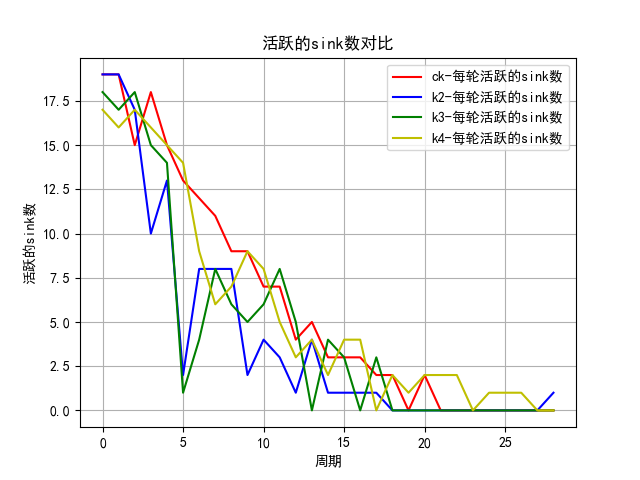 活跃的sink数对比
ck-每轮活跃的sink数
k2-每轮活跃的sink数
k3-每轮活跃的sink数
k4-每轮活跃的sink数
活跃的sink数
17.5
15.0
12.5
10.0
7.5
5.0
2.5
0.0
0 5 10 15 20 25
周期